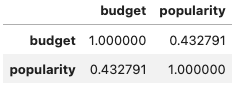 budget popularity
budget 1.000000 0.432791
popularity 0.432791 1.000000